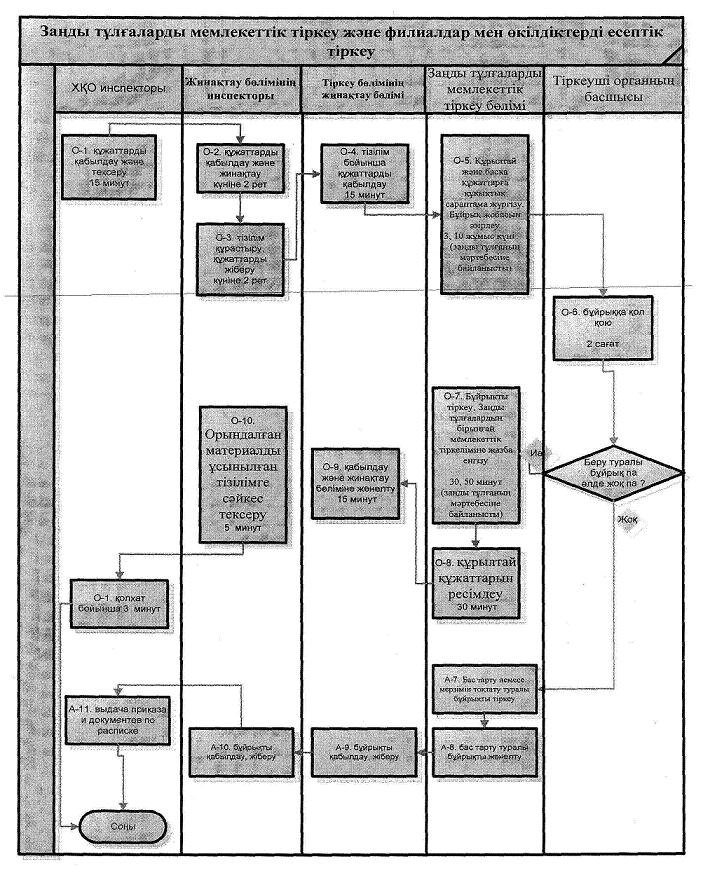 Заңды тұлғаларды мемлекеттік тіркеу және филиалдар мен өкілдіктерді есептік
тіркеу
ХҚО инспекторы
Жинақтау бөлімінің
инспекторы
Тіркеу бөлімінің
жинақтау бөлімі
Заңды тұлғаларды
мемлекеттік
тіркеу бөлімі
Тіркеуші органның
басшысы
О-1. құжаттарды
қабылдау және
тексеру
15 минут
О-2. құжаттарды
қабылдау және
жинақтау
күніне 2 рет
О-3. тізілім
құрастыру,
құжаттарды
жіберу
күніне 2 рет
О-4. тізілім
бойынша
құжаттарды
қабылдау
15 минут
О-5. Құрылтай
және басқа
құжаттарға
құқықтық
сараптама жүргізу.
Бұйрық жобасын
әзірлеу
3, 10 жұмыс күні
(заңды тұлғаның
мәртебесіне
байланысты)
О-6. бұйрыққа қол
қою
2 сағат
Беру туралы
бұйрық па
әлде жоқ па ?
Иә
Жоқ
О-7. Бұйрықты
тіркеу. Заңды
тұлғалардың
бірыңғай
мемлекеттік
тіркеліміне жазба
енгізу
30, 50 минут
(заңды тұлғаның
мәртебесіне
байланысты)
О-8. құрылтай
құжаттарын
ресімдеу
30 минут
О-9. қабылдау
және жинақтау
бөліміне жөнелту
15 минут
О-10.
Орындалған
материалды
ұсынылған
тізілімге
сәйкес
тексеру
5 минут
О-1. қолхат
бойынша 3 минут
А-7. Бас тарту немесе
мерзімін тоқтату туралы
бұйрықты тіркеу
А-8. бас тарту туралы
бұйрықты жөнелту
А-9. бұйрықты
қабылдау, жіберу
А-10. бұйрықты
қабылдау, жіберу
А-11. выдача приказа
и документов по
расписке
Соңы